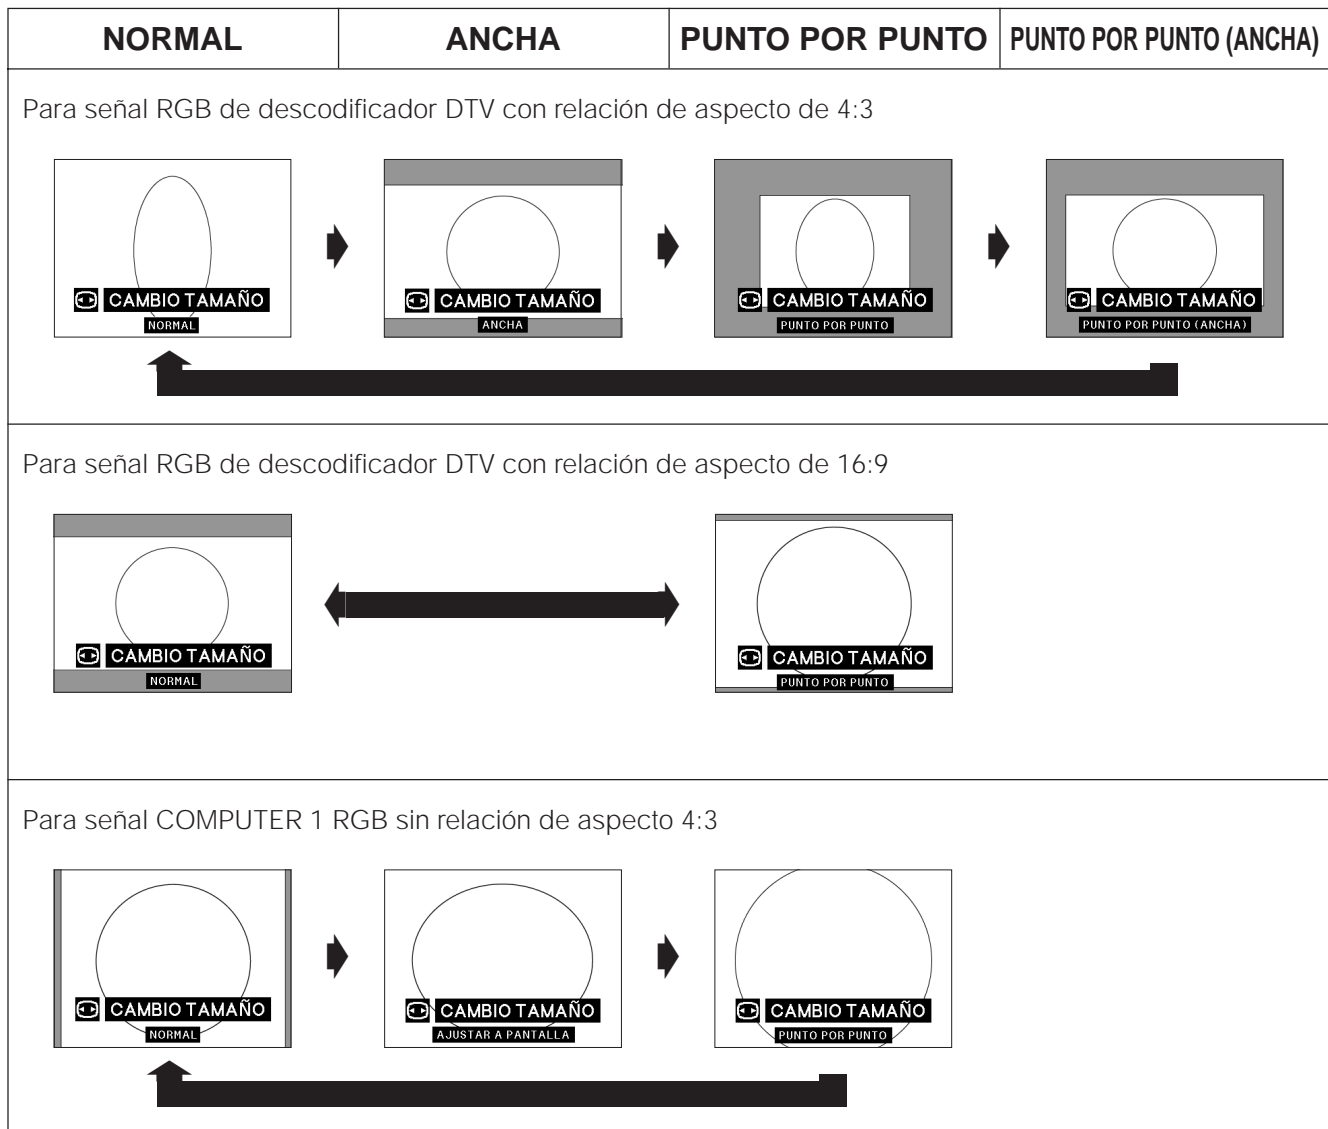 NORMAL ANCHA PUNTO POR PUNTO PUNTO POR PUNTO (ANCHA)
Para señal RGB de descodificador DTV con relación de aspecto de 4:3
CAMBIO TAMAÑO
NORMAL
CAMBIO TAMAÑO
ANCHA
CAMBIO TAMAÑO
PUNTO POR PUNTO
CAMBIO TAMAÑO
PUNTO POR PUNTO (ANCHA)
Para señal RGB de descodificador DTV con relación de aspecto de 16:9
CAMBIO TAMAÑO
NORMAL
CAMBIO TAMAÑO
PUNTO POR PUNTO
Para señal COMPUTER 1 RGB sin relación de aspecto 4:3
CAMBIO TAMAÑO
NORMAL
CAMBIO TAMAÑO
AJUSTAR A PANTALLA
CAMBIO TAMAÑO
PUNTO POR PUNTO